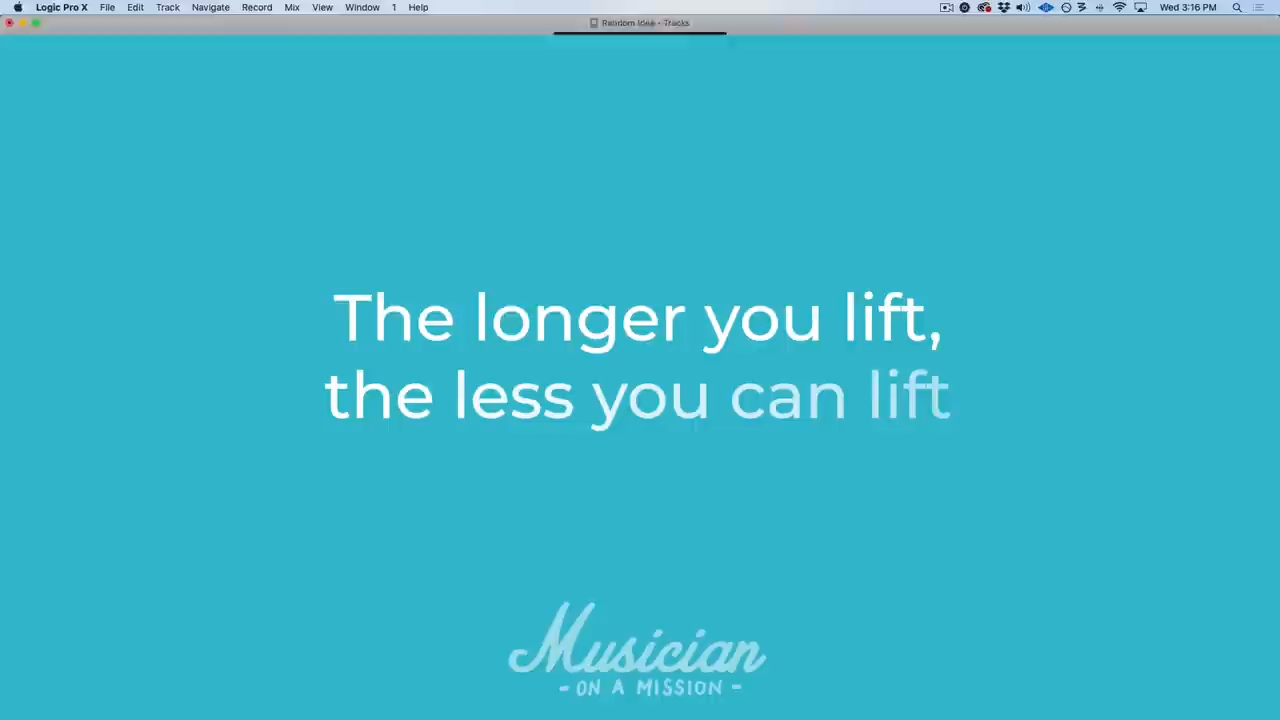 Logic Pro X File Edit Track Navigate Record Mix View Window 1 Help Wed 3:16 PM
Random Idea - Tracks
The longer you lift,
the less you can lift
Musician
- ON A MISSION -